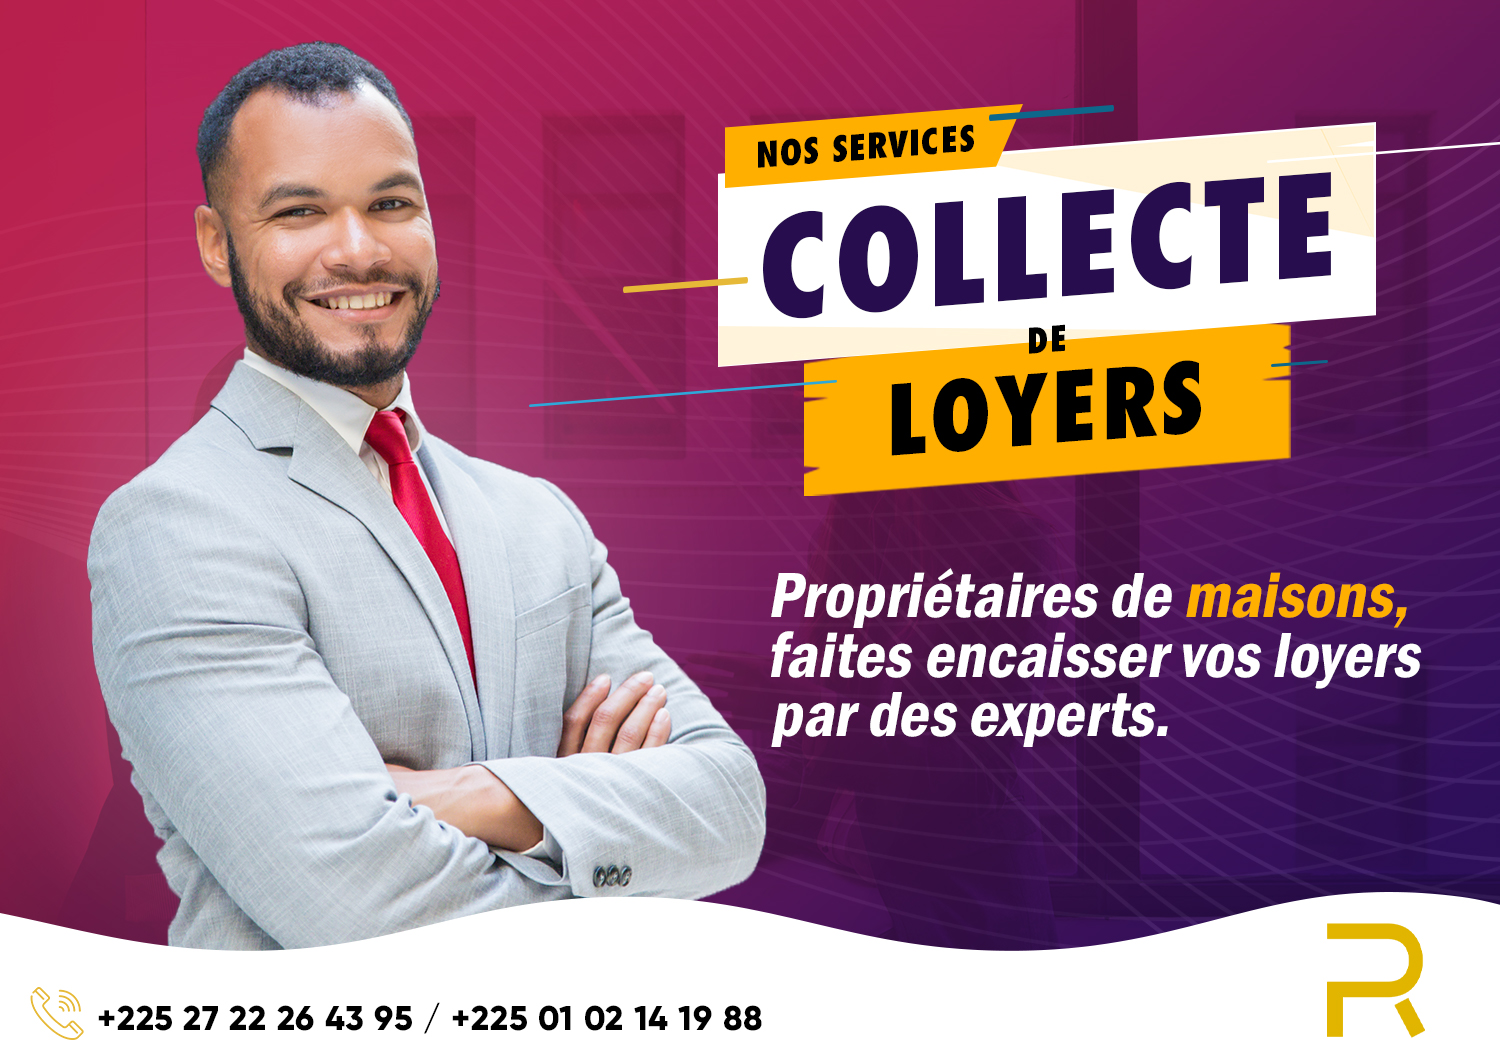 NOS SERVICES
COLLECTE
DE
LOYERS
Propriétaires de maisons,
faites encaisser vos loyers
par des experts.
+225 27 22 26 43 95 / +225 01 02 14 19 88
R